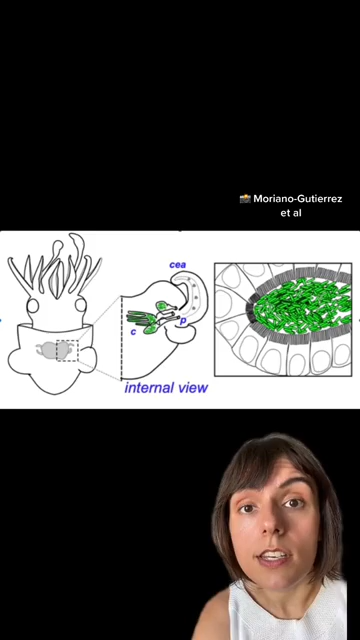 📸 Moriano-Gutierrez
et al
cea
c
p
internal view